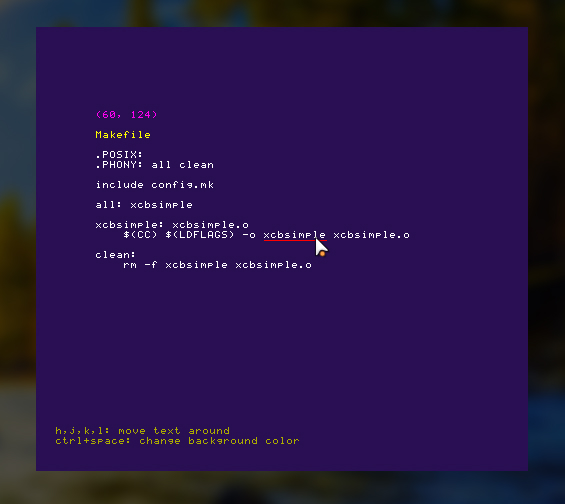 (60, 124)
Makefile
.POSIX:
.PHONY: all clean
include config.mk
all: xcbsimple
xcbsimple: xcbsimple.o
$(CC) $(LDFLAGS) -o xcbsimple xcbsimple.o
clean:
rm -f xcbsimple xcbsimple.o
h,j,k,l: move text around
ctrl+space: change background color